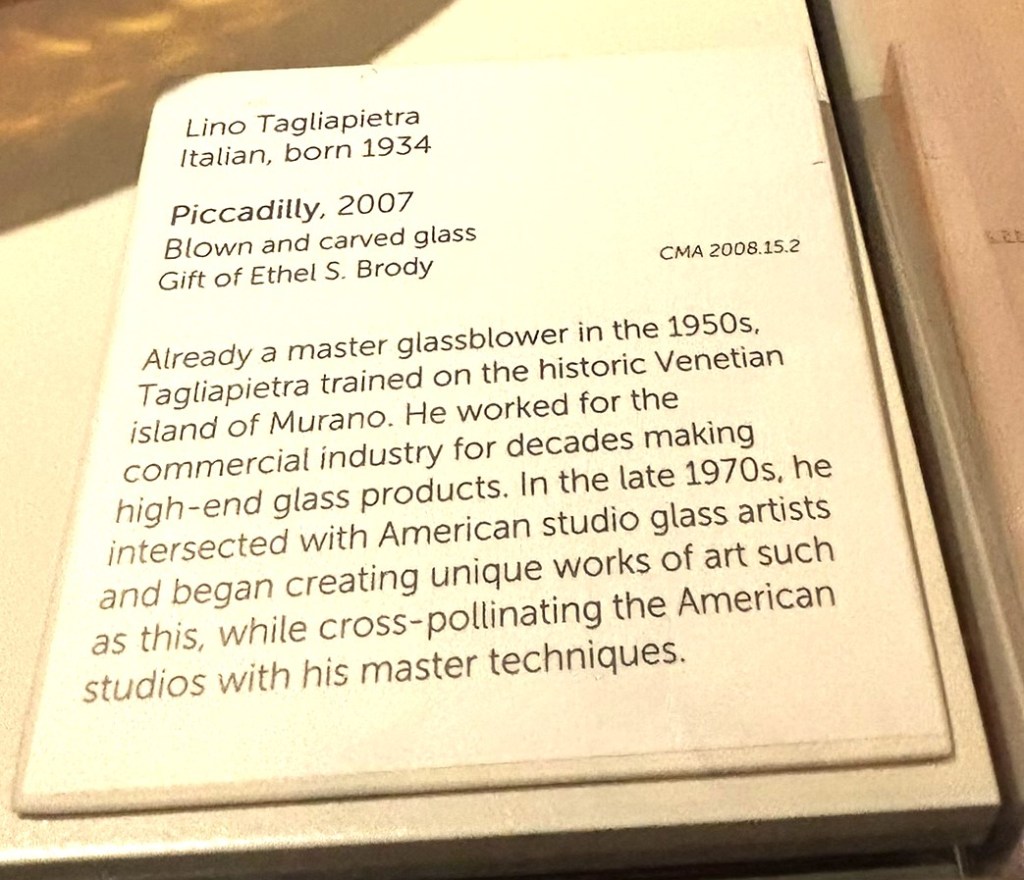 Lino Tagliapietra
Italian, born 1934
Piccadilly, 2007
Blown and carved glass
Gift of Ethel S. Brody
CMA 2008.15.2
Already a master glassblower in the 1950s,
Tagliapietra trained on the historic Venetian
island of Murano. He worked for the
commercial industry for decades making
high-end glass products. In the late 1970s, he
intersected with American studio glass artists
and began creating unique works of art such
as this, while cross-pollinating the American
studios with his master techniques.